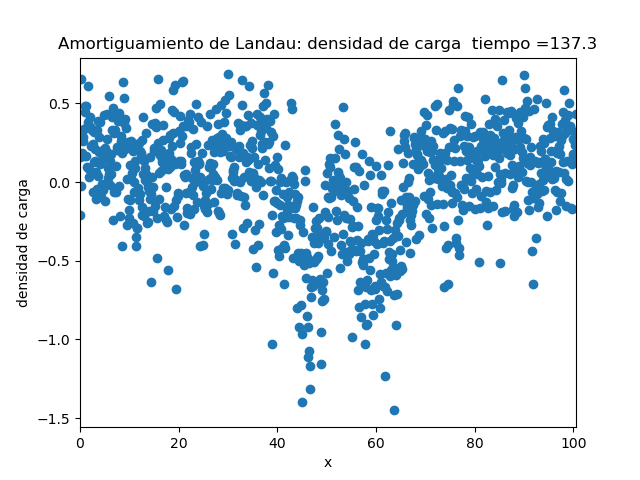 Amortiguamiento de Landau: densidad de carga  tiempo =137.3
densidad de carga
0.5
0.0
−0.5
−1.0
−1.5
0 20 40 60 80 100
x